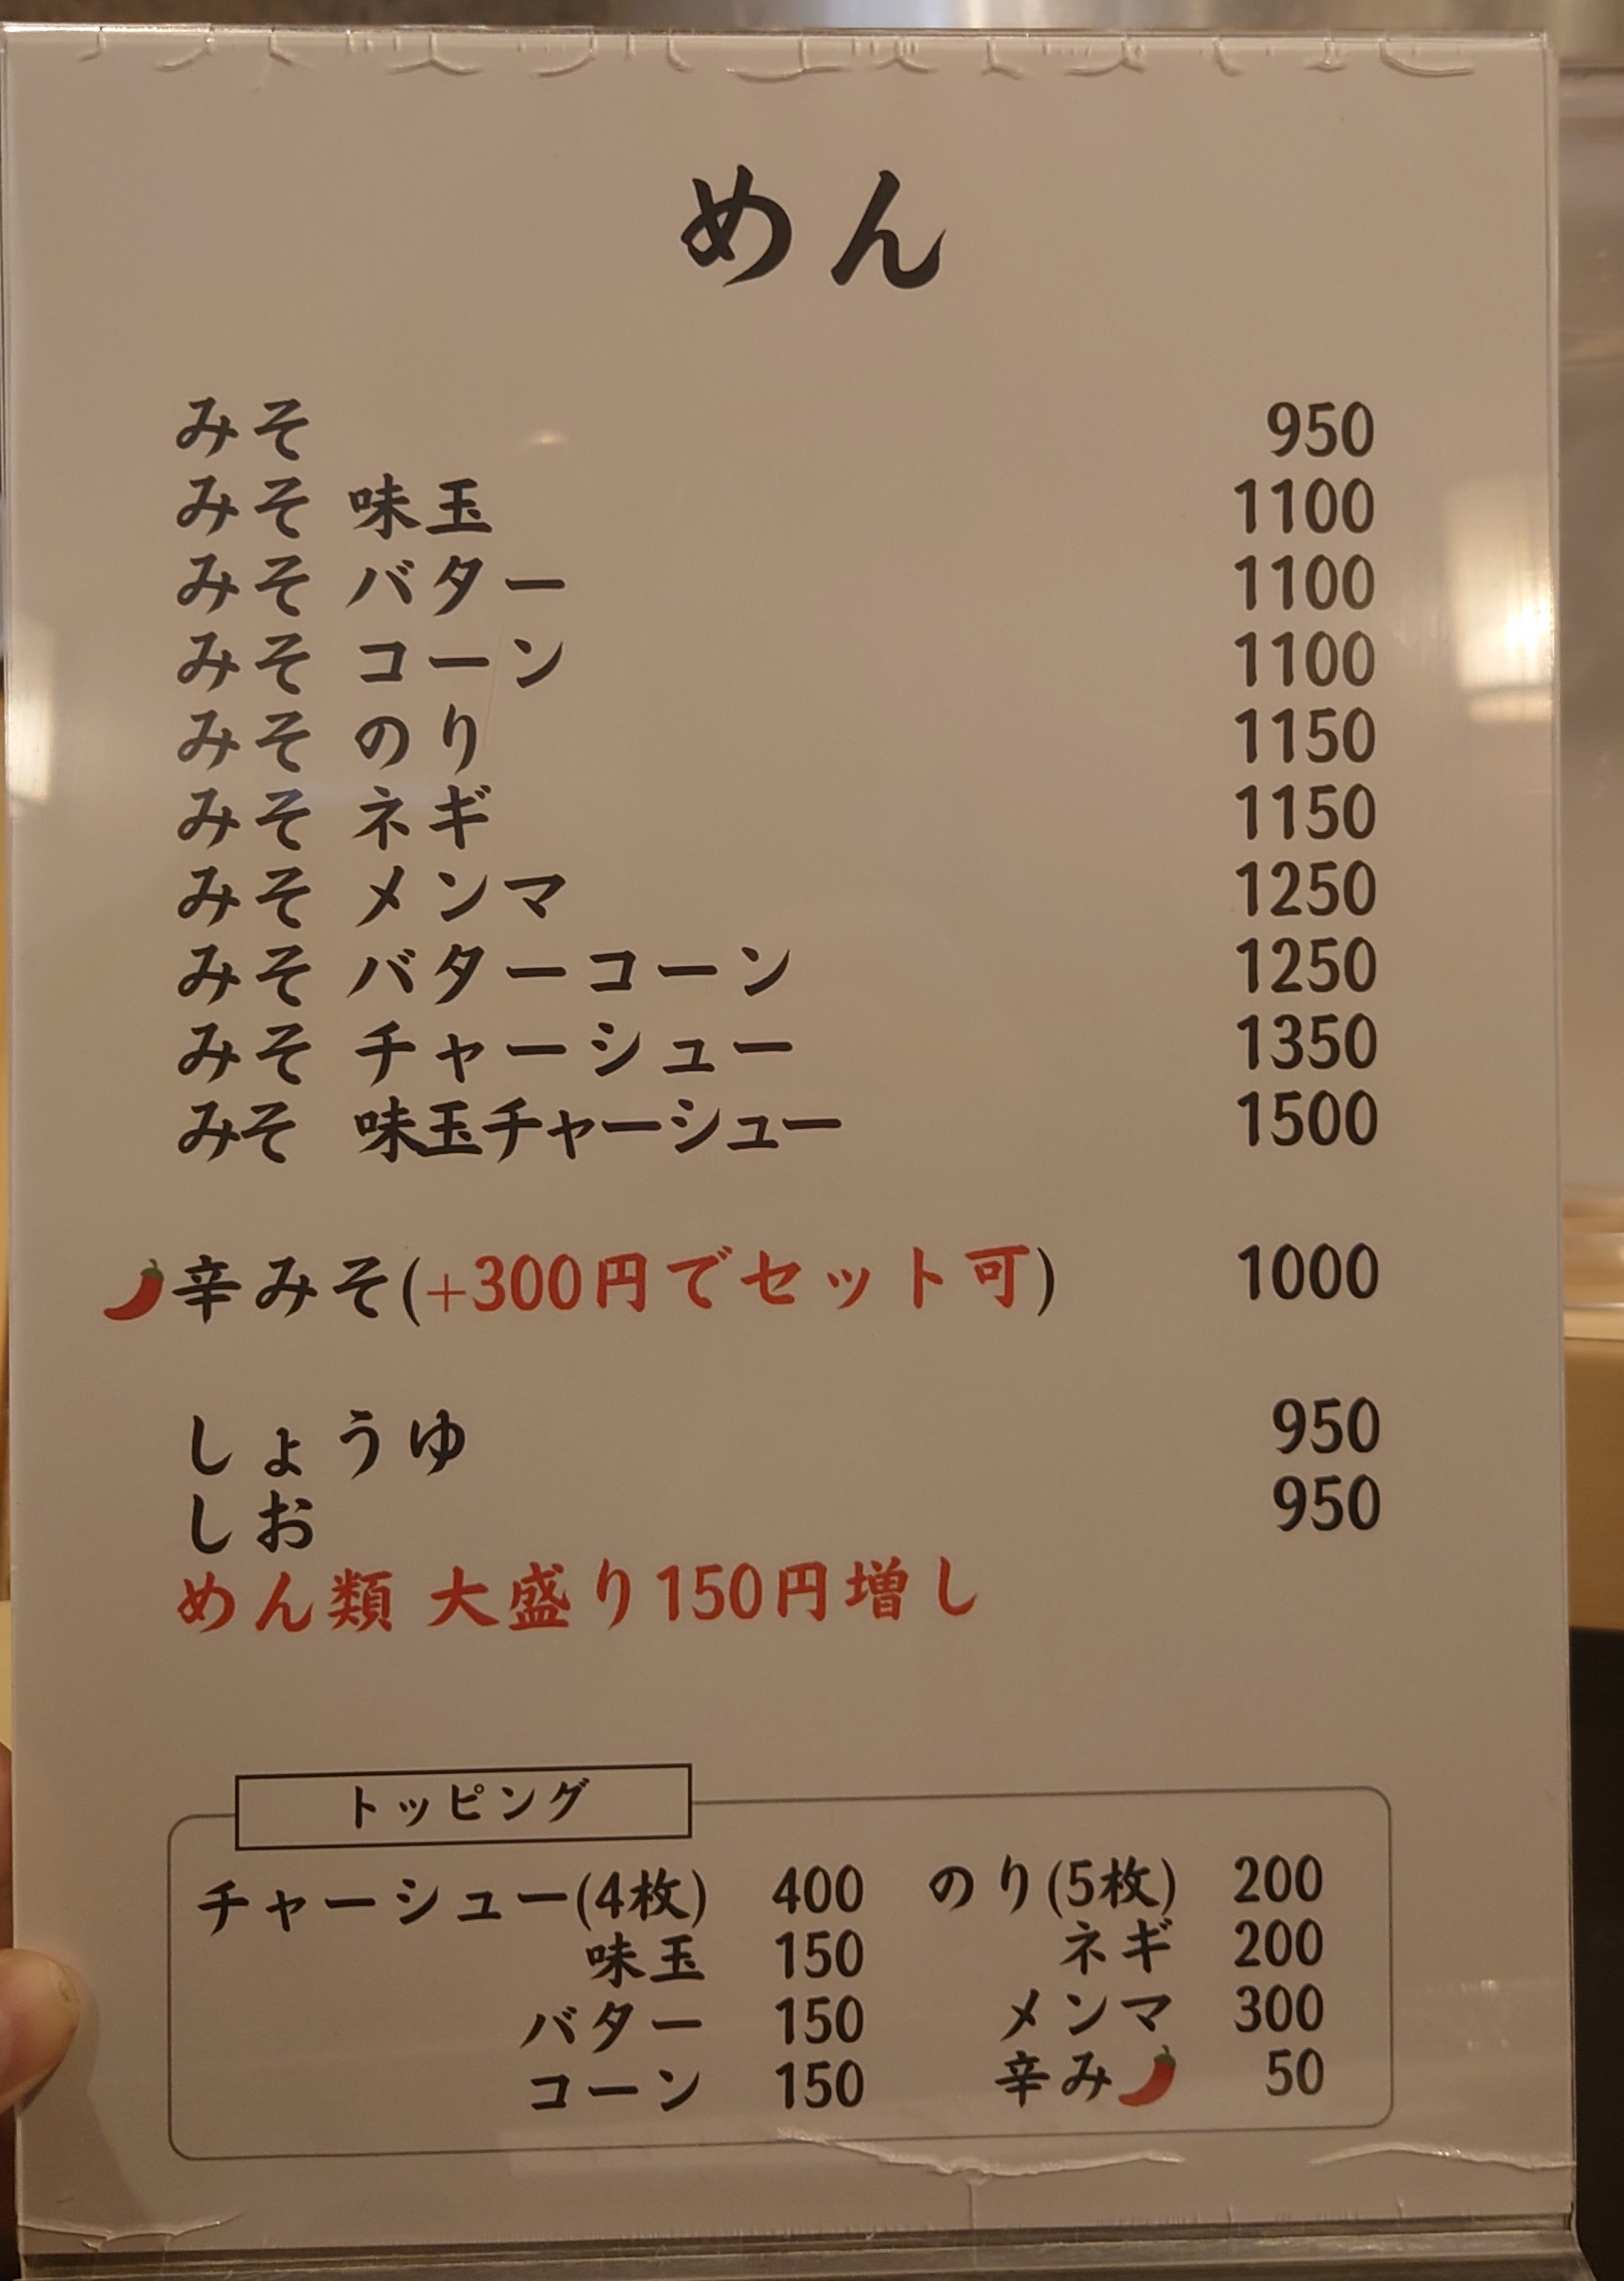 めん
みそ 950
みそ 味玉 1100
みそ バター 1100
みそ コーン 1100
みそ のり 1150
みそ ネギ 1150
みそ メンマ 1250
みそ バターコーン 1250
みそ チャーシュー 1350
みそ 味玉チャーシュー 1500
辛みそ(+300円でセット可) 1000
しょうゆ 950
しお 950
めん類 大盛り150円増し
トッピング
チャーシュー(4枚) 400 のり(5枚) 200
味玉 150 ネギ 200
バター 150 メンマ 300
コーン 150 辛み 50